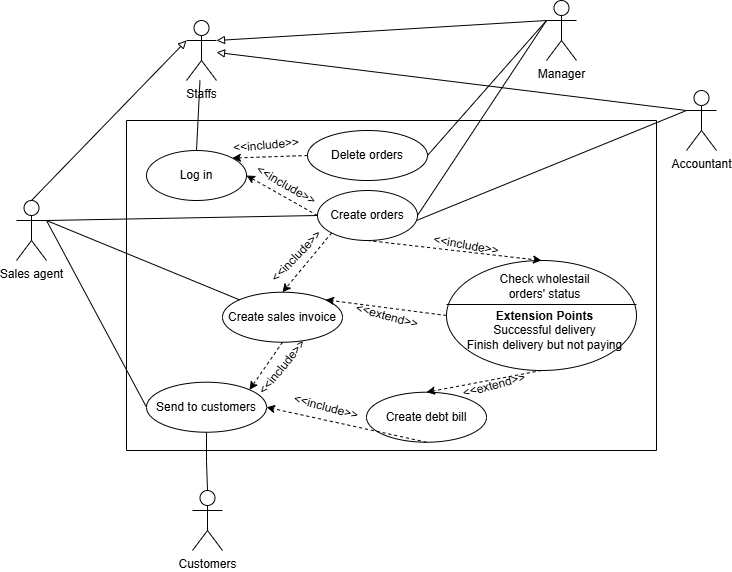 Manager
Staffs
<<include>>
Delete orders
Accountant
Log in
<<include>>
Create orders
<<include>>
<<include>>
Sales agent
Check wholestail
orders' status
Extension Points
Successful delivery
Finish delivery but not paying
Create sales invoice
<<extend>>
<<include>>
<<extend>>
Send to customers
<<include>>
Create debt bill
Customers